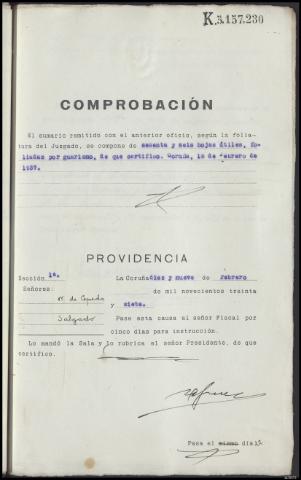 K.5.157.230
COMPROBACIÓN
El sumario remitido con el anterior oficio, según la folia-
tura del Juzgado, se compone de sesenta y seis hojas útiles, fo-
liadas por guarismo, de que certifico. Coruña, 18 de febrero de
1937.
PROVIDENCIA
Sección 1ª. La Coruña diez y nueve de febrero
Señores: de mil novecientos treinta
y siete.
Salgado Pase esta causa al señor Fiscal por
cinco días para instrucción.
Lo mandó la Sala y lo rubrica el señor Presidente, de que
certifico.
Pasa el mismo día